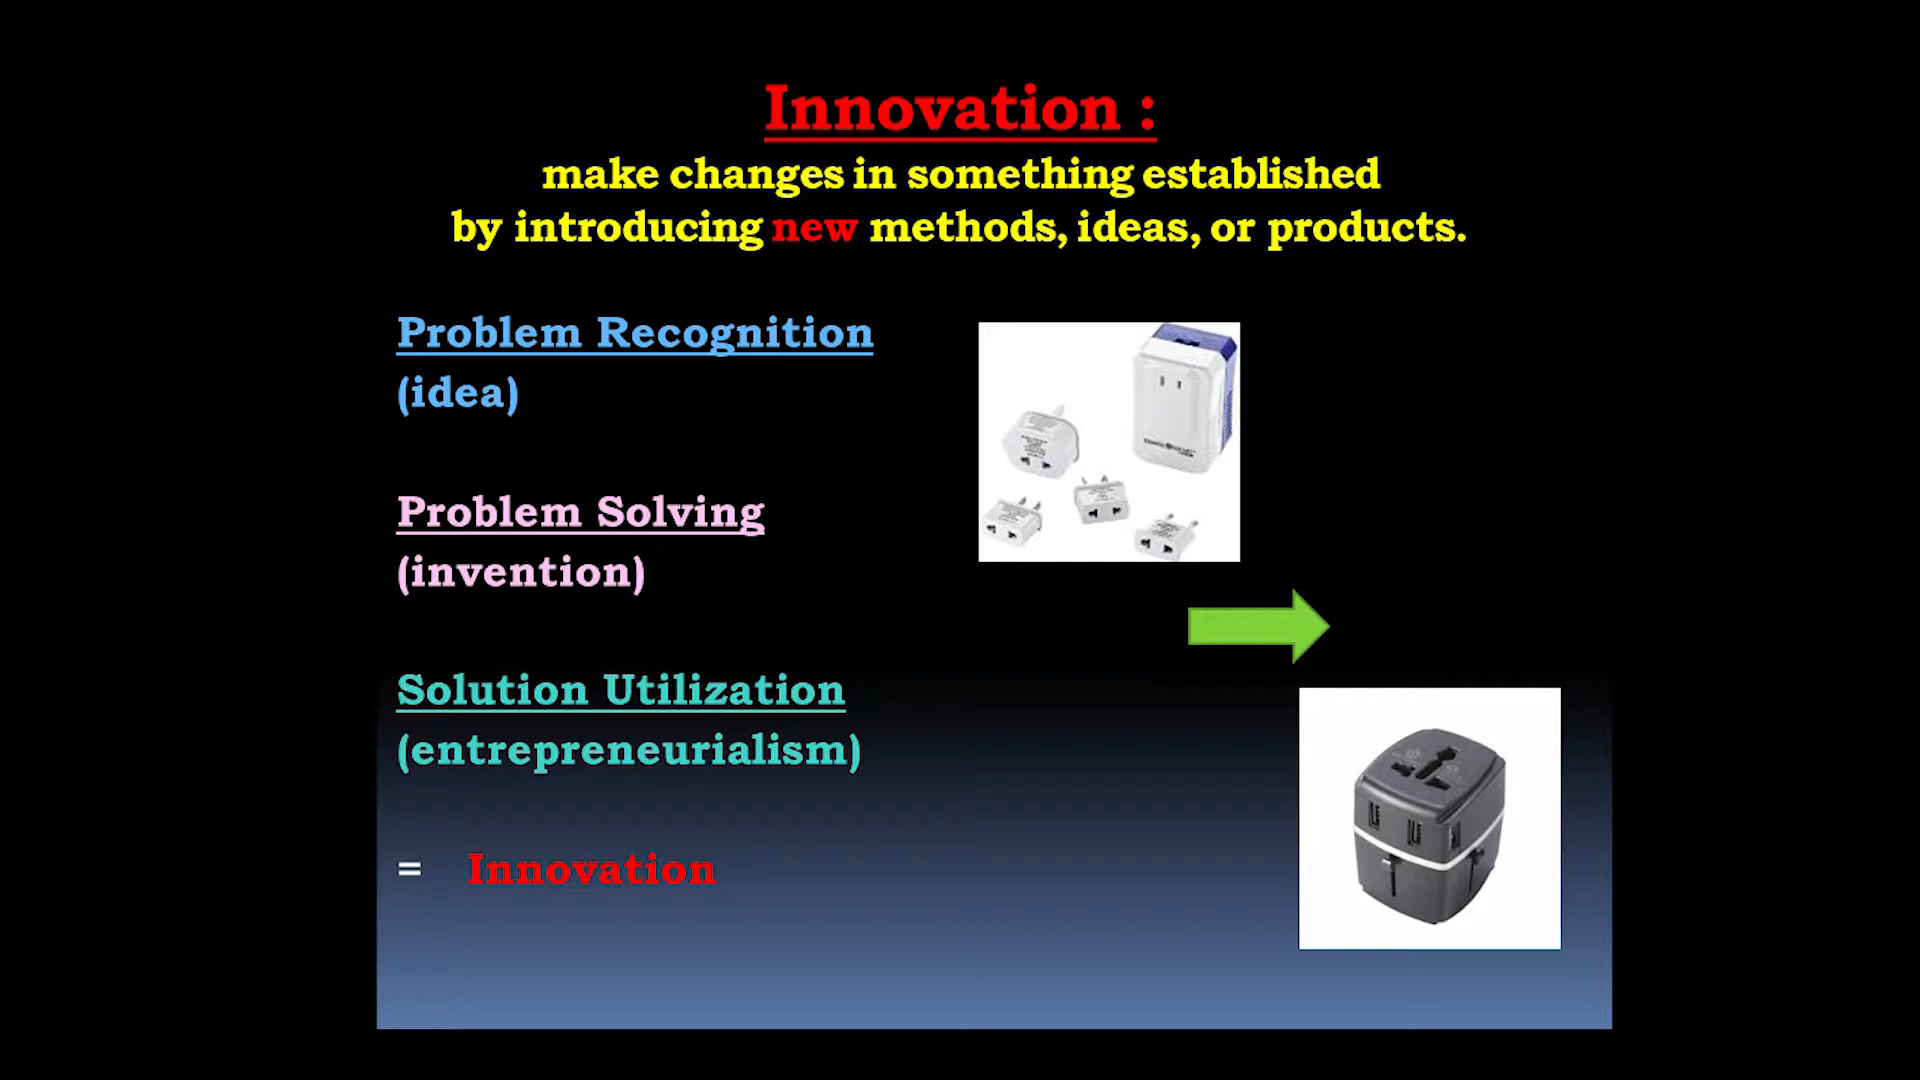 Innovation :
make changes in something established
by introducing new methods, ideas, or products.
Problem Recognition
(idea)
Problem Solving
(invention)
Solution Utilization
(entrepreneurialism)
= Innovation